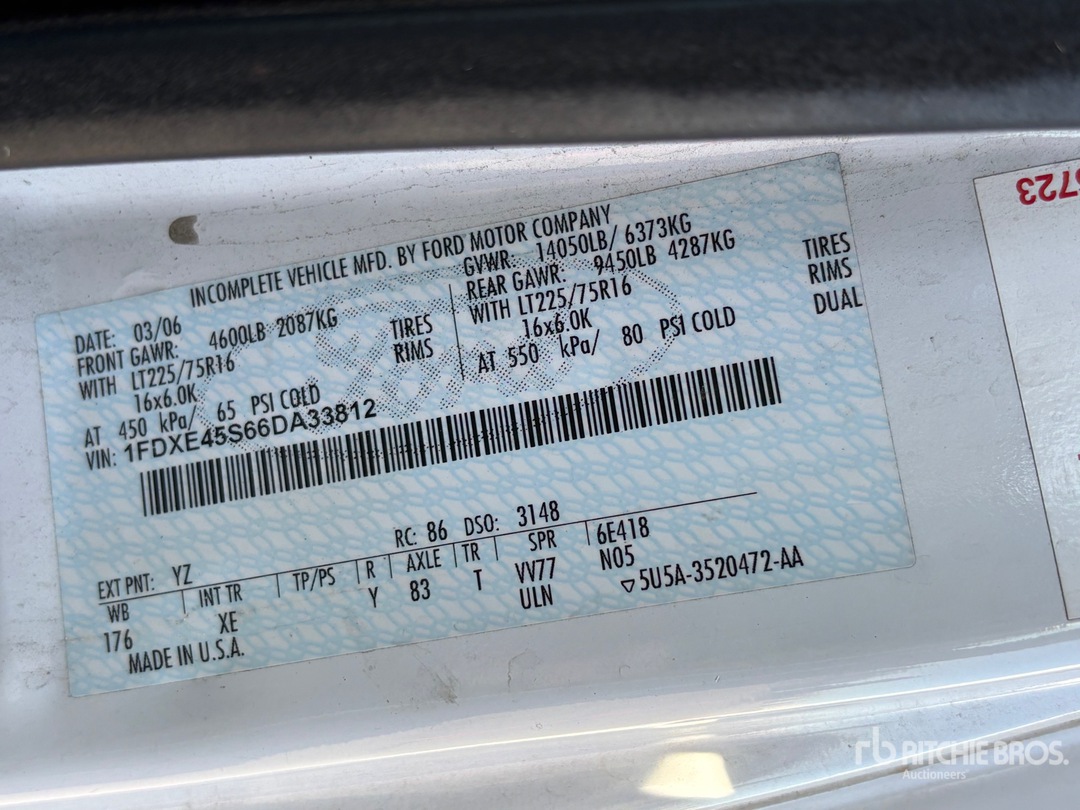 INCOMPLETE VEHICLE MFD. BY FORD MOTOR COMPANY
DATE: 03/06 GVWR: 14050LB/ 6373KG
FRONT GAWR: 4600LB 2087KG REAR GAWR: 9450LB 4287KG
WITH LT225/75R16 TIRES WITH LT225/75R16 TIRES
16x6.0K RIMS 16x6.0K RIMS
AT 450 kPa/ 65 PSI COLD AT 550 kPa/ 80 PSI COLD DUAL
VIN: 1FDXE45S66DA33812
EXT PNT: YZ RC: 86 DSO: 3148
WB INT TR TP/PS R AXLE TR SPR 6E418
176 XE Y 83 T VV77 N05
ULN ▽5U5A-3520472-AA
MADE IN U.S.A.
rb RITCHIE BROS.
Auctioneers